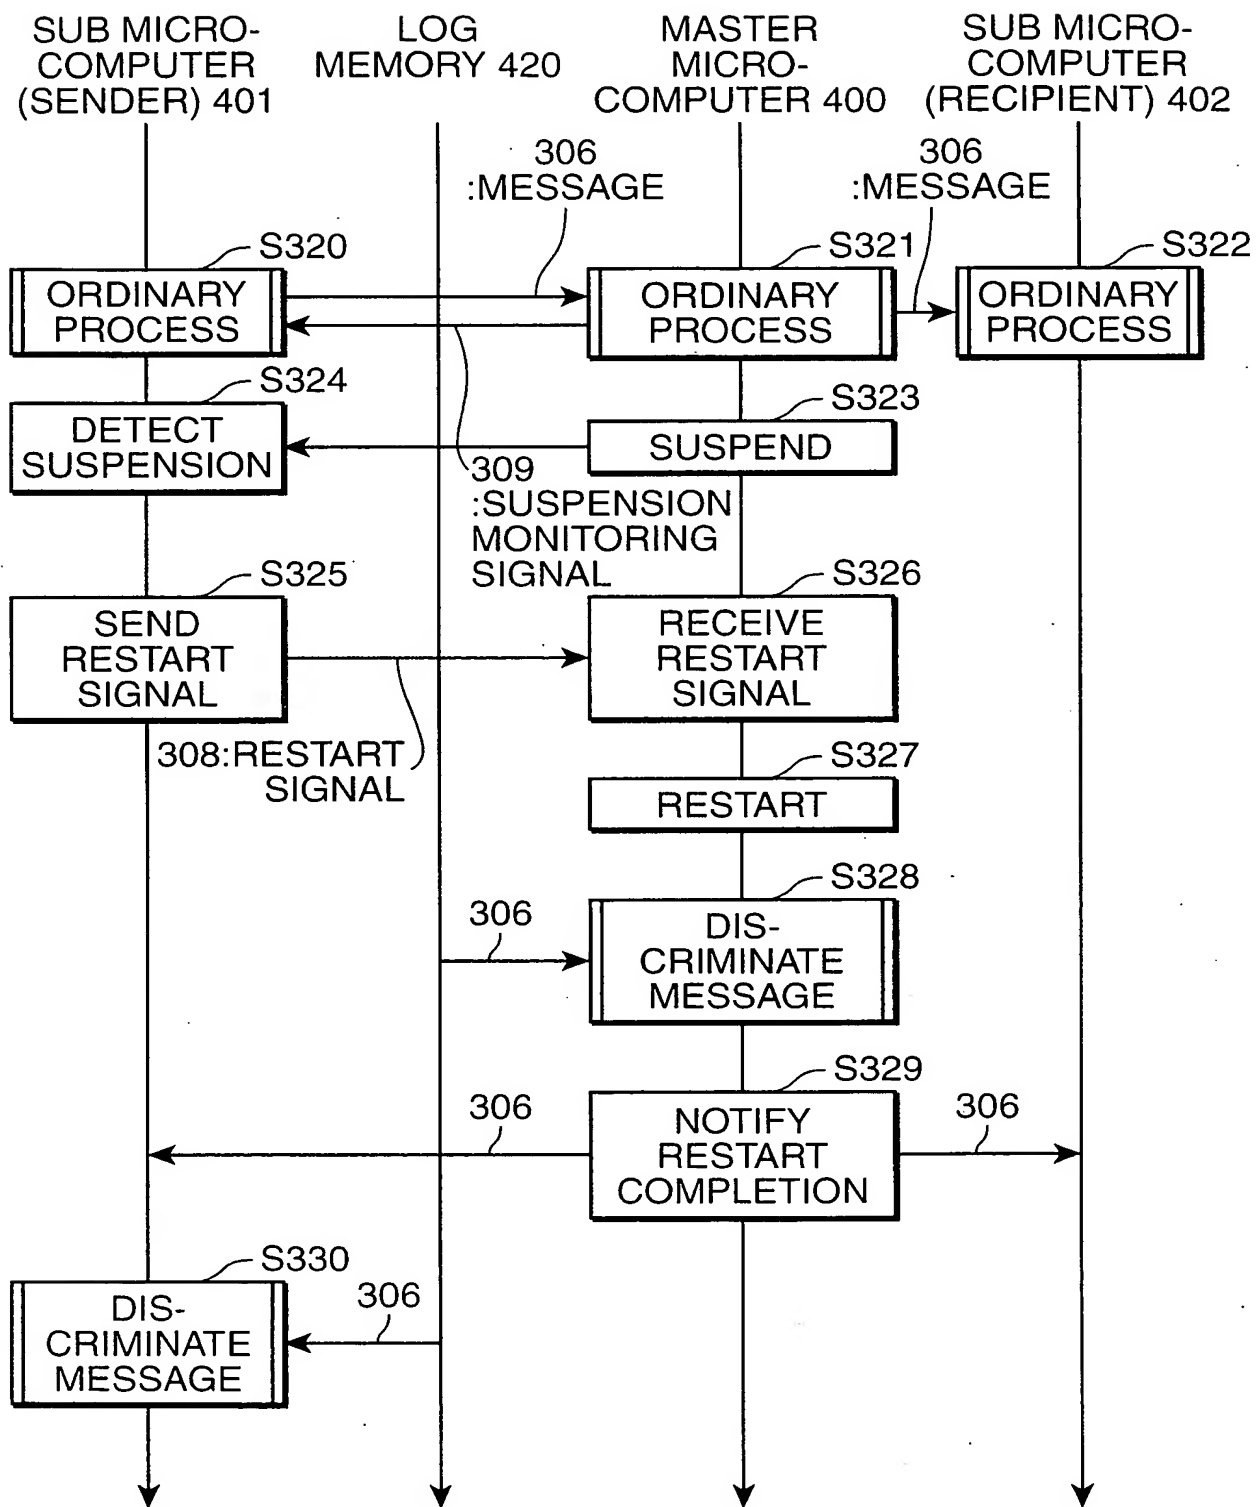 SUB MICRO-
COMPUTER
(SENDER) 401
LOG
MEMORY 420
MASTER
MICRO-
COMPUTER 400
SUB MICRO-
COMPUTER
(RECIPIENT) 402
306
:MESSAGE
306
:MESSAGE
S320
ORDINARY
PROCESS
S321
ORDINARY
PROCESS
S322
ORDINARY
PROCESS
S324
DETECT
SUSPENSION
S323
SUSPEND
309
:SUSPENSION
MONITORING
SIGNAL
S325
SEND
RESTART
SIGNAL
S326
RECEIVE
RESTART
SIGNAL
308:RESTART
SIGNAL
S327
RESTART
S328
306
DIS-
CRIMINATE
MESSAGE
S329
306
NOTIFY
RESTART
COMPLETION
306
S330
DIS-
CRIMINATE
MESSAGE
306